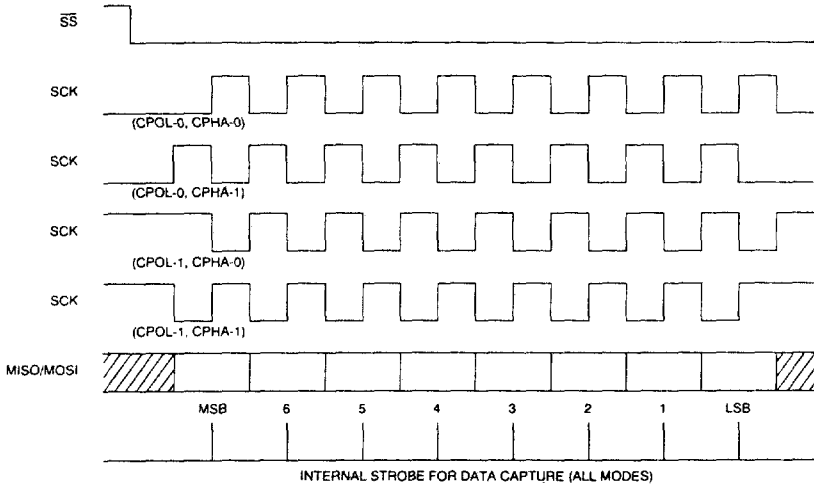 SS
SCK
(CPOL-0, CPHA-0)
SCK
(CPOL-0, CPHA-1)
SCK
(CPOL-1, CPHA-0)
SCK
(CPOL-1, CPHA-1)
MISO/MOSI
MSB 6 5 4 3 2 1 LSB
INTERNAL STROBE FOR DATA CAPTURE (ALL MODES)